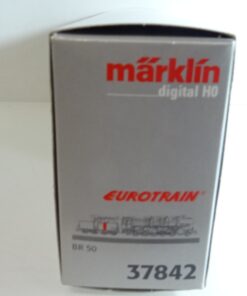 märklin
digital H0
EUROTRAIN®
BR 50
37842